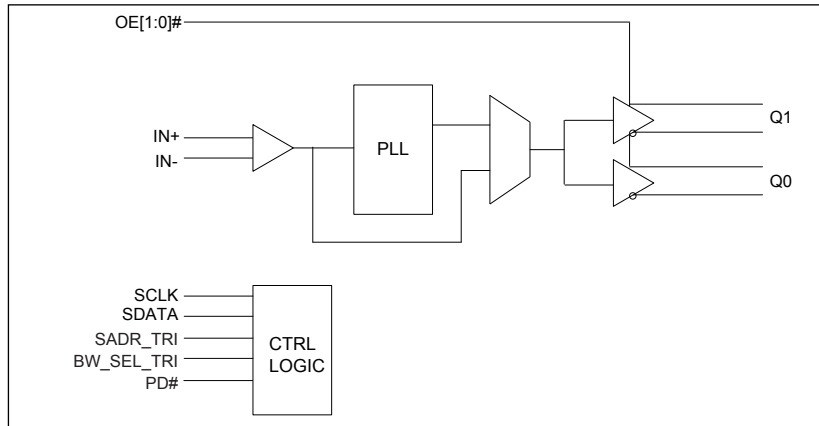 OE[1:0]#
IN+
IN-
PLL
Q1
Q0
SCLK
SDATA
SADR_TRI
BW_SEL_TRI
PD#
CTRL
LOGIC